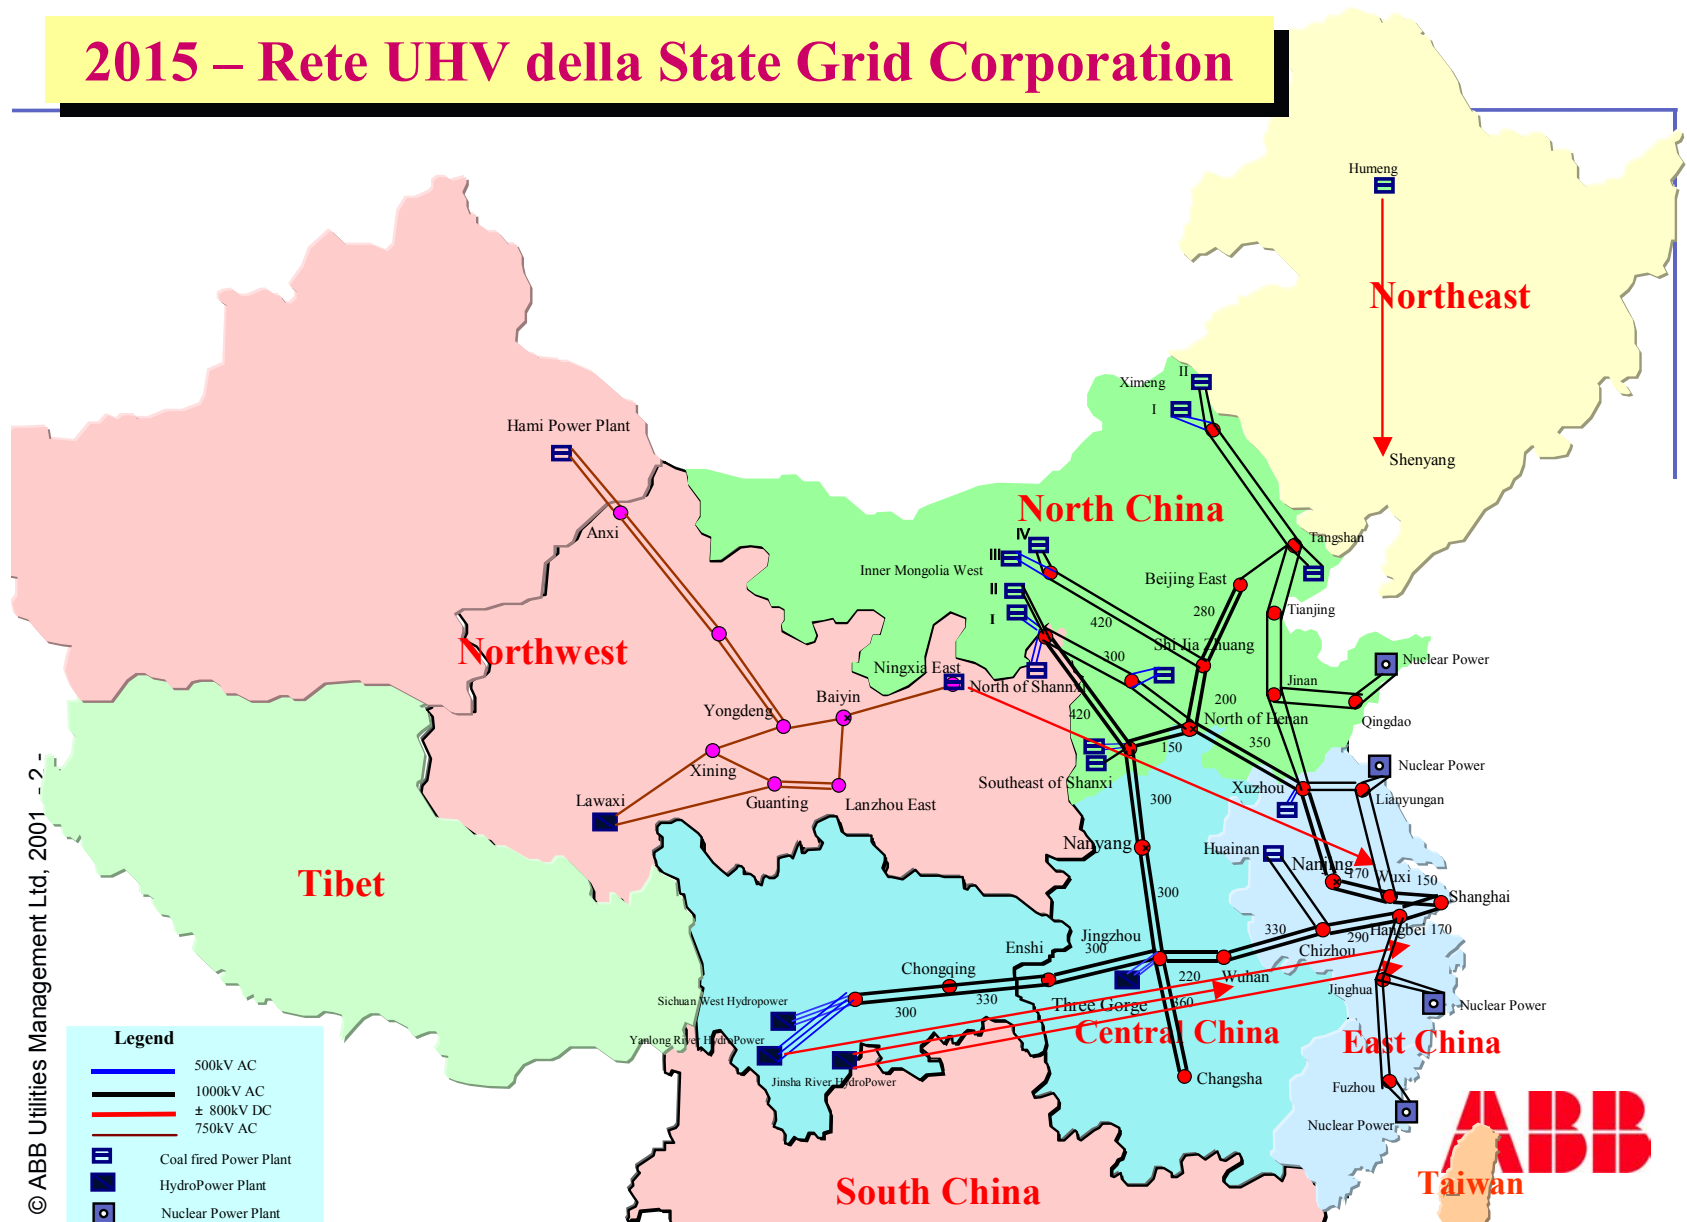 2015 – Rete UHV della State Grid Corporation
Humeng
Northeast
Shenyang
II
Ximeng
I
Hami Power Plant
Anxi
North China
IV
III
Inner Mongolia West
II
I
Tangshan
Beijing East
280
Tianjing
420
Shi Jia Zhuang
300
Northwest
Ningxia East
North of Shannxi
Nuclear Power
Jinan
200
Qingdao
Baiyin
Yongdeng
420
North of Henan
150
350
Xining
Southeast of Shanxi
Nuclear Power
Guanting
Lanzhou East
Lawaxi
300
Xuzhou
Lianyungan
Nanyang
Huainan
Nanjing
170
Wuxi
150
Tibet
300
Shanghai
Jingzhou
300
Enshi
330
Chizhou
290
Hangbei
170
Chongqing
220
Wuhan
Three Gorge
360
Jinghua
Sichuan West Hydropower
300
330
Nuclear Power
Central China
East China
Yanlong River HydroPower
Jinsha River HydroPower
Changsha
Fuzhou
Nuclear Power
ABB
Taiwan
South China
Legend
500kV AC
1000kV AC
± 800kV DC
750kV AC
Coal fired Power Plant
HydroPower Plant
Nuclear Power Plant
© ABB Utilities Management Ltd, 2001 - 2 -